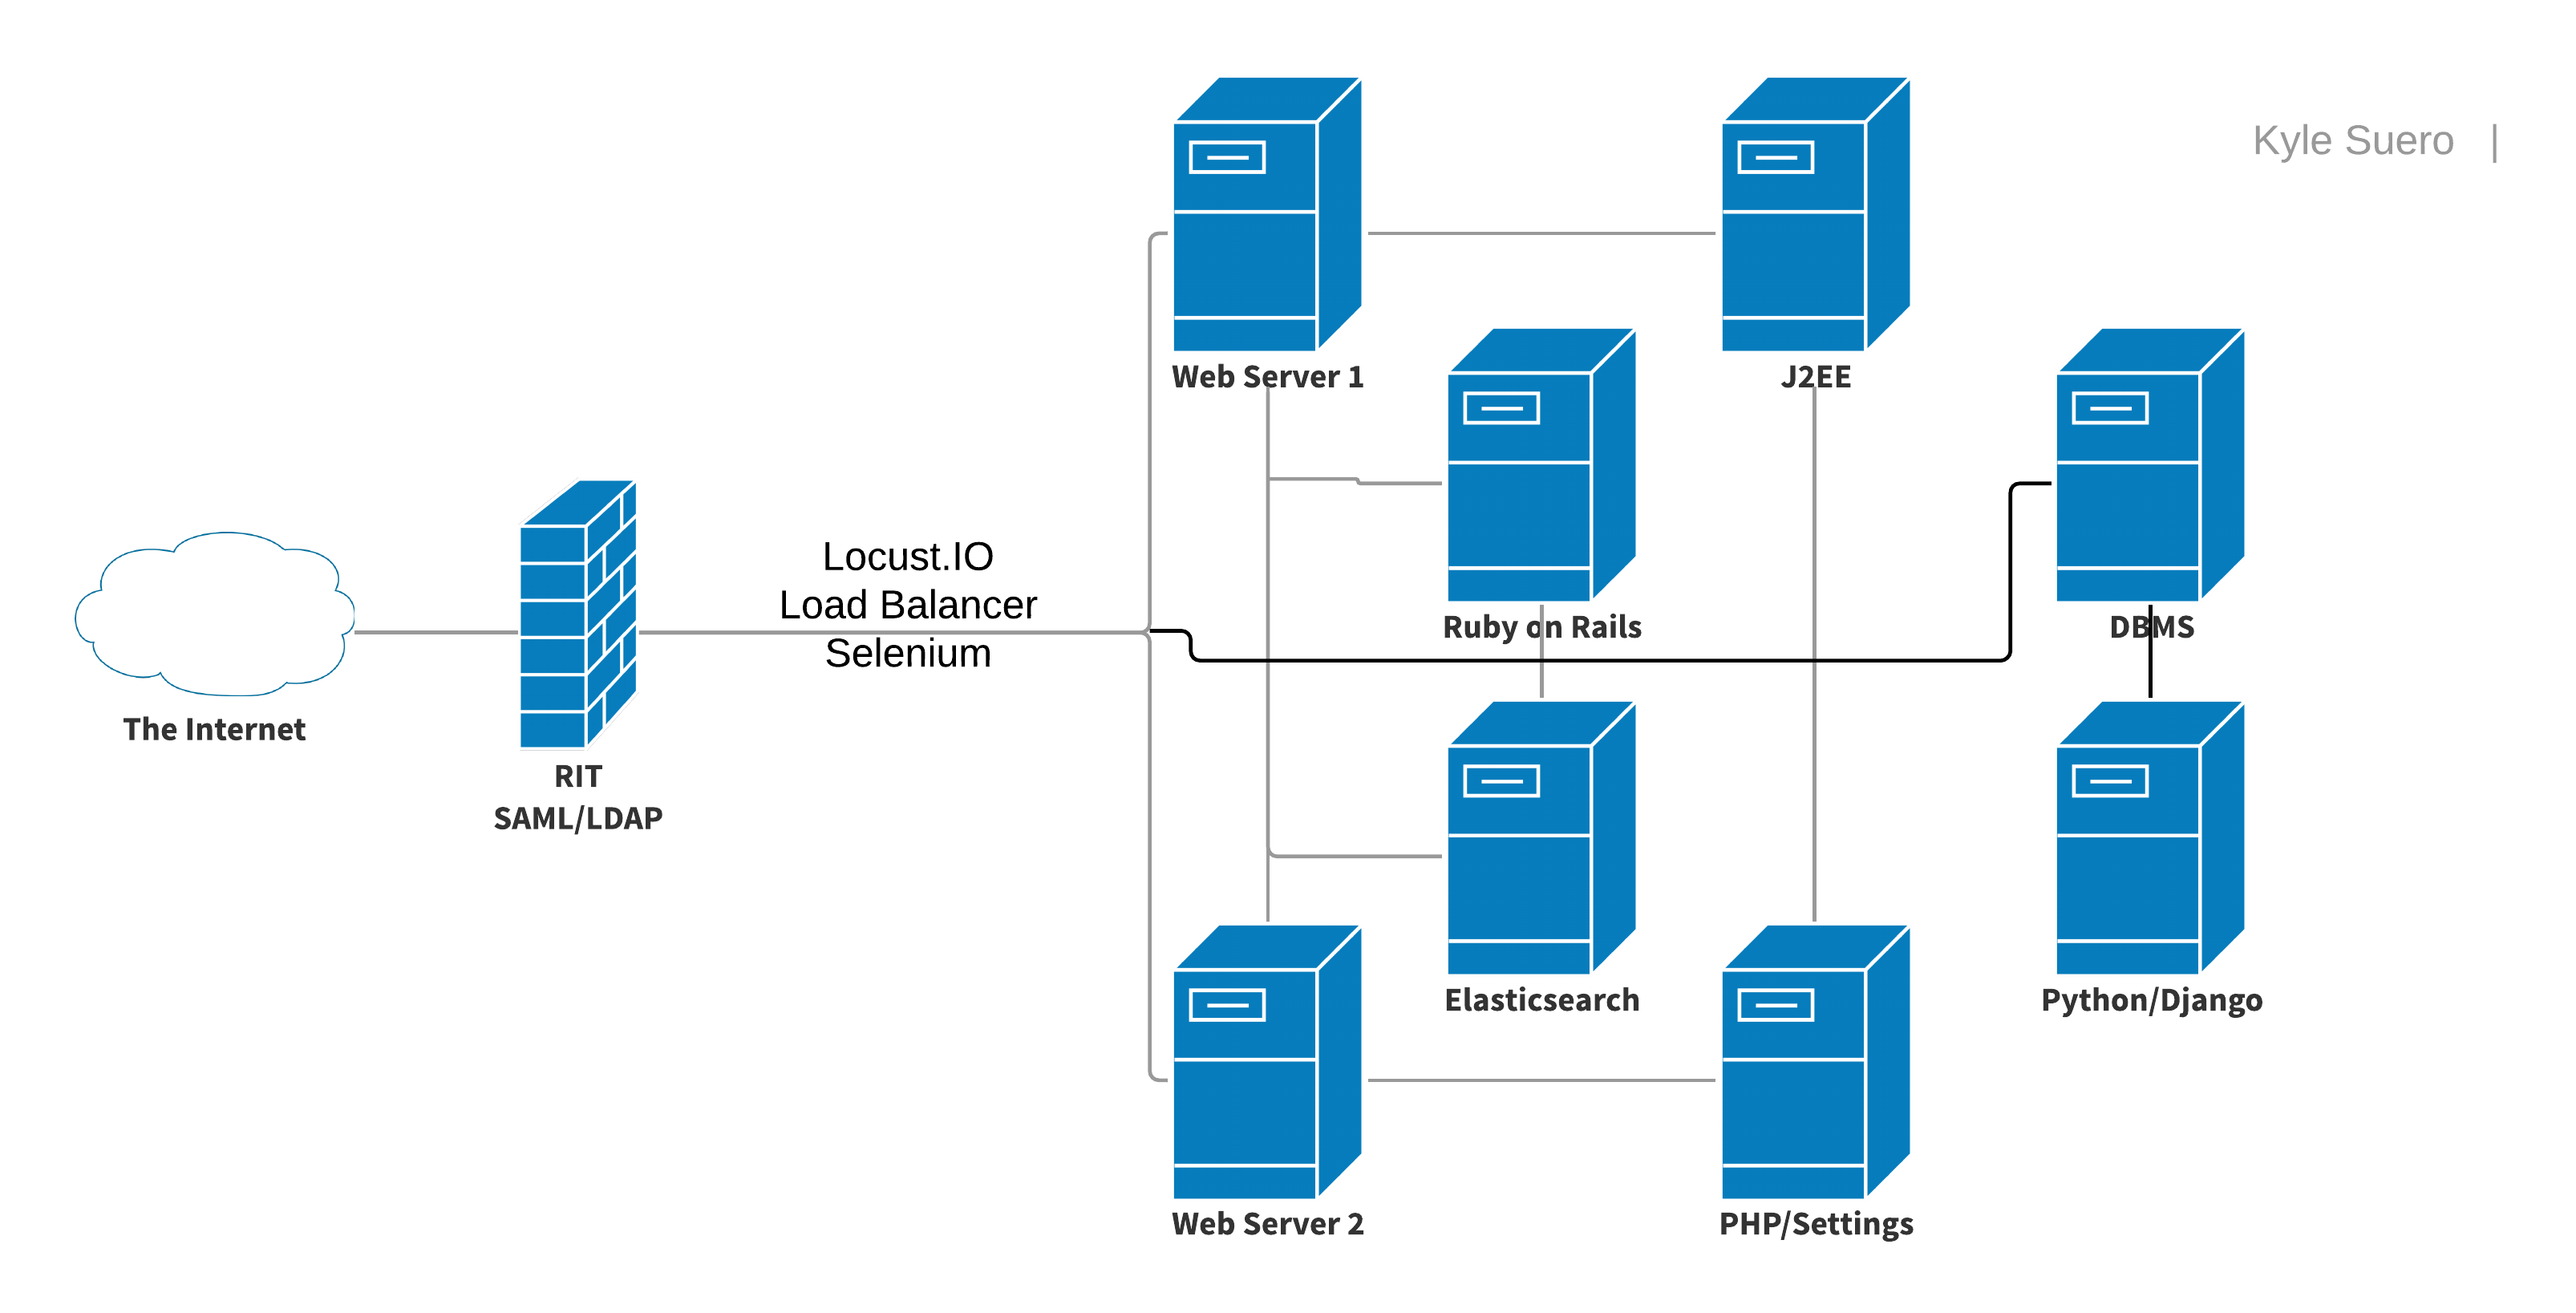 Kyle Suero |
Web Server 1
J2EE
Locust.IO
Load Balancer
Selenium
Ruby on Rails
DBMS
The Internet
RIT
SAML/LDAP
Elasticsearch
Python/Django
Web Server 2
PHP/Settings